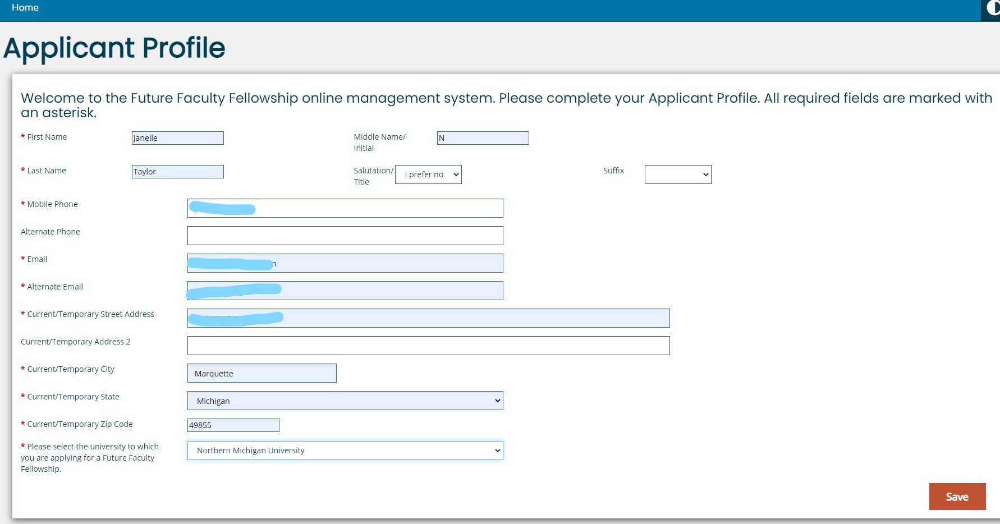 Home
Applicant Profile
Welcome to the Future Faculty Fellowship online management system. Please complete your Applicant Profile. All required fields are marked with
an asterisk.
* First Name Janelle Middle Name/ N
Initial
* Last Name Taylor Salutation/ I prefer no Suffix
Title
* Mobile Phone
Alternate Phone
* Email
* Alternate Email
* Current/Temporary Street Address
Current/Temporary Address 2
* Current/Temporary City Marquette
* Current/Temporary State Michigan
* Current/Temporary Zip Code 49855
* Please select the university to which Northern Michigan University
you are applying for a Future Faculty
Fellowship.
Save